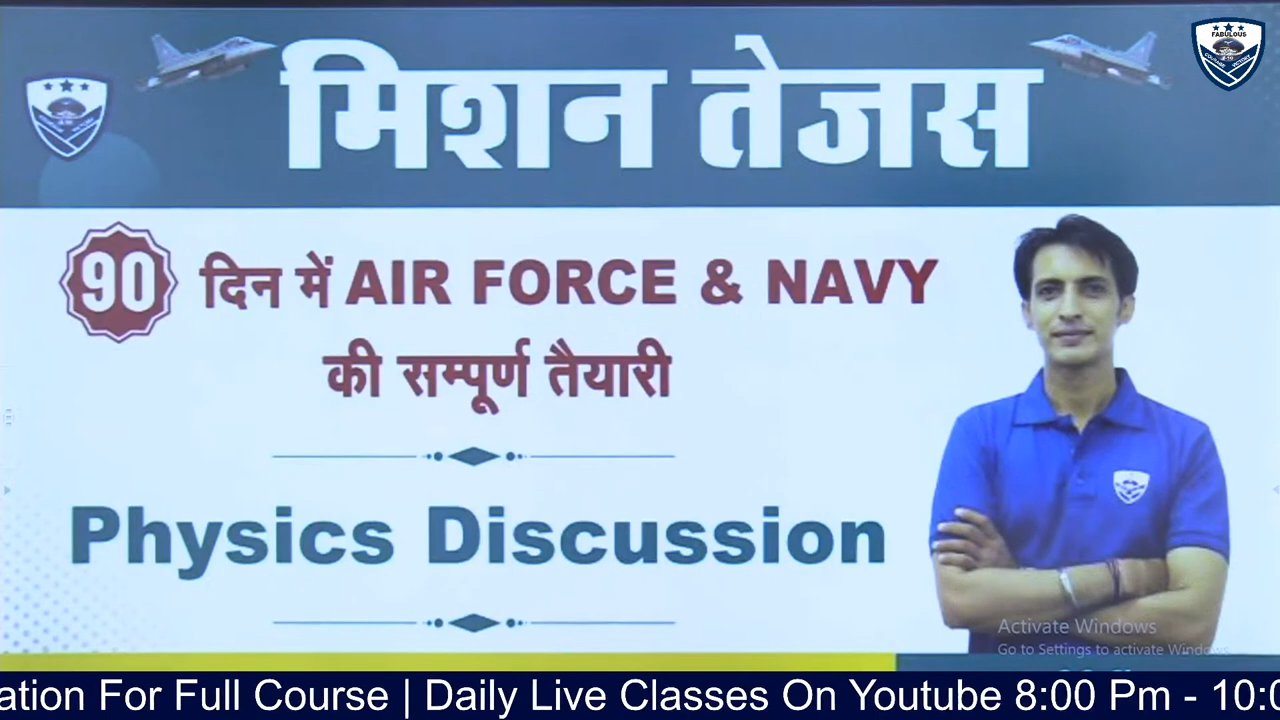 FABULOUS
मिशन तेजस
90 दिन में AIR FORCE & NAVY
की सम्पूर्ण तैयारी
Physics Discussion
Activate Windows
Go to Settings to activate Windows.
ation For Full Course | Daily Live Classes On Youtube 8:00 Pm - 10:0